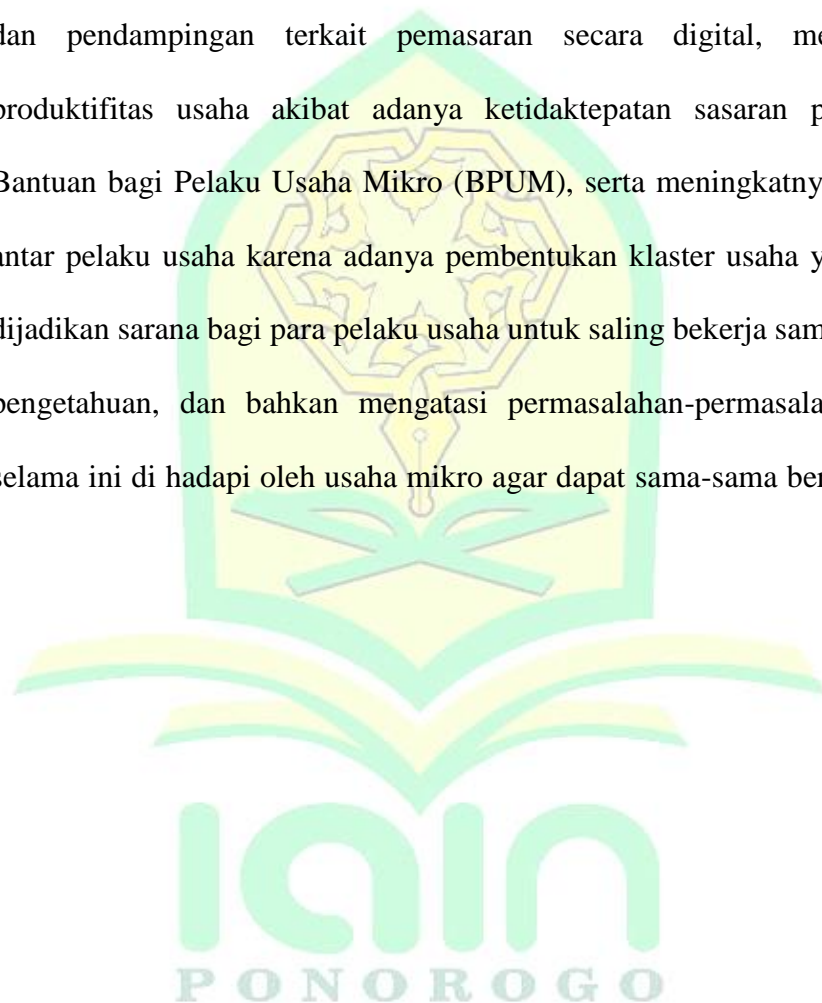 dan pendampingan terkait pemasaran secara digital, me
produktifitas usaha akibat adanya ketidaktepatan sasaran p
Bantuan bagi Pelaku Usaha Mikro (BPUM), serta meningkatny
antar pelaku usaha karena adanya pembentukan klaster usaha y
dijadikan sarana bagi para pelaku usaha untuk saling bekerja sam
pengetahuan, dan bahkan mengatasi permasalahan-permasala
selama ini di hadapi oleh usaha mikro agar dapat sama-sama ber
iain
PONOROGO